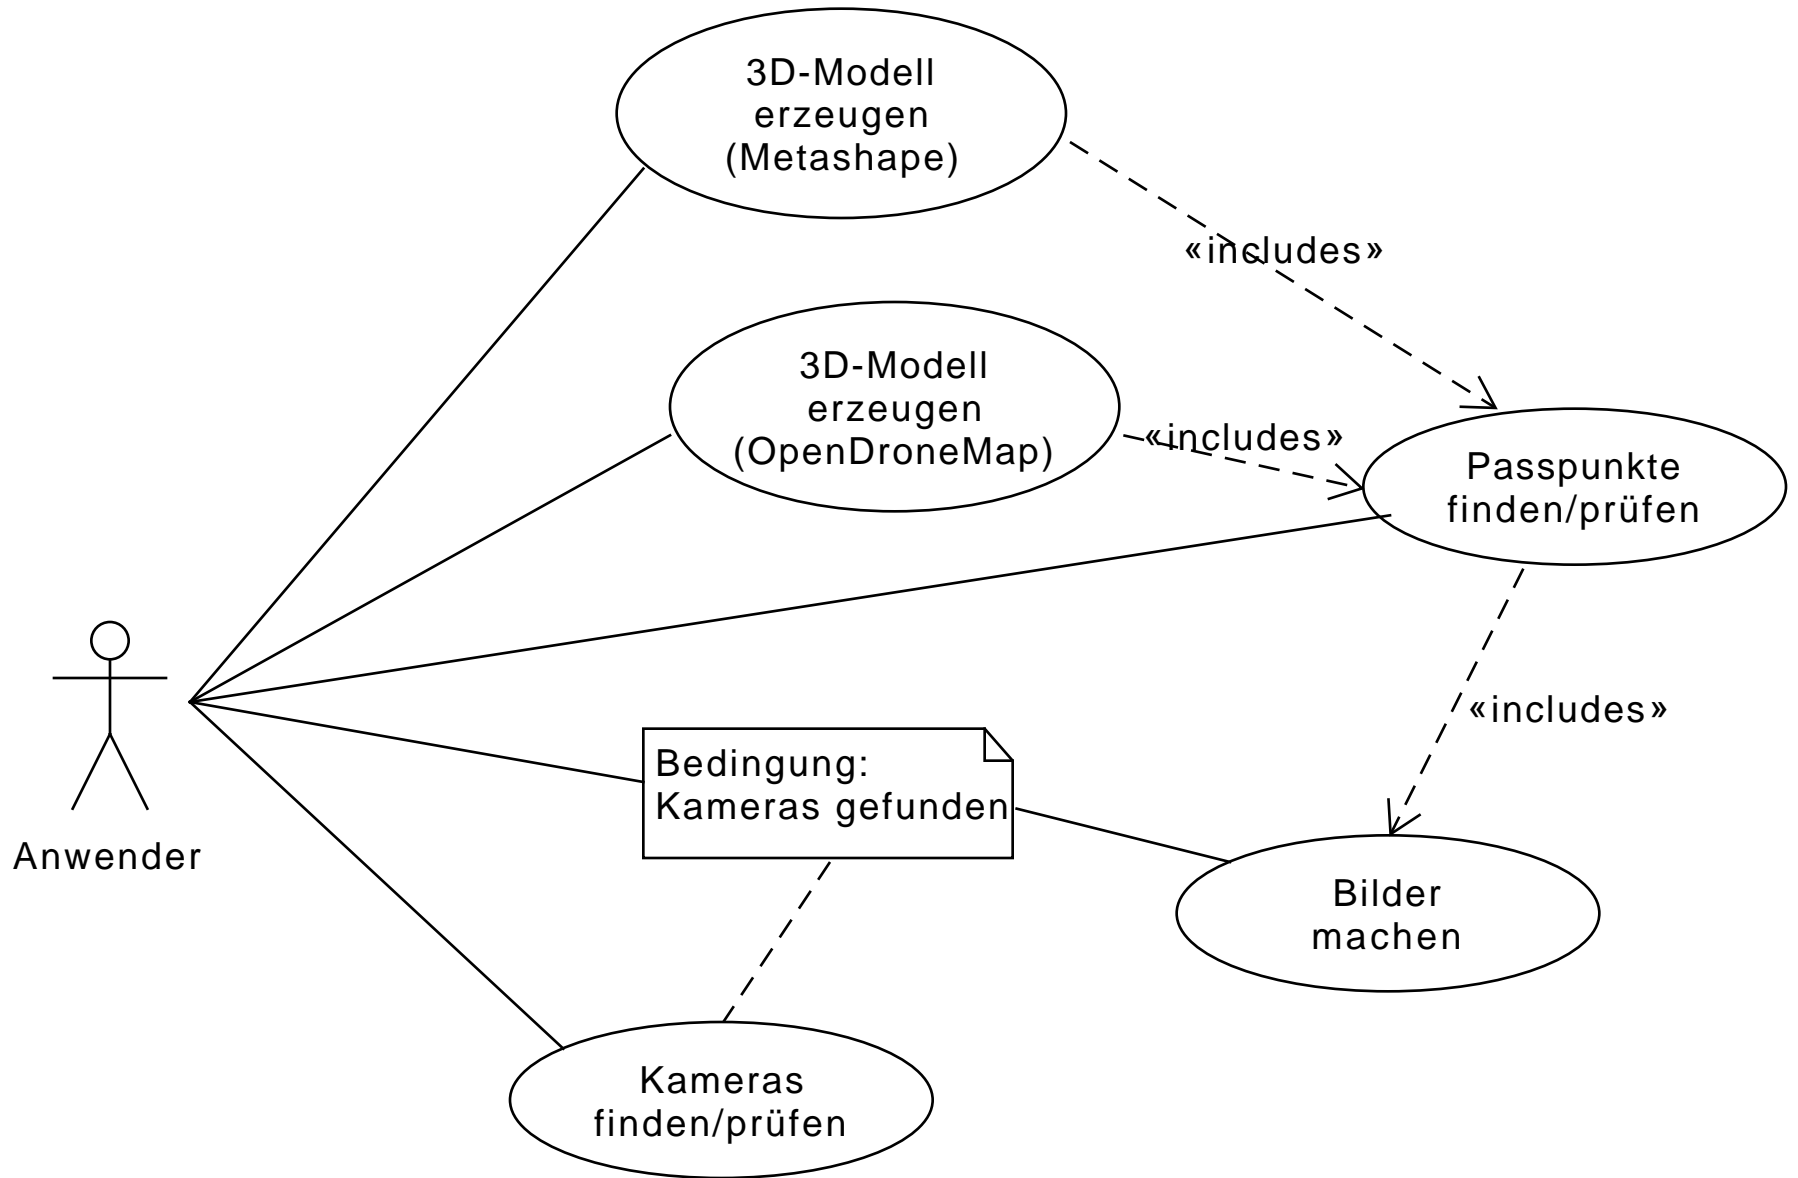 3D-Modell
erzeugen
(Metashape)
«includes»
3D-Modell
erzeugen
(OpenDroneMap)
«includes»
Passpunkte
finden/prüfen
«includes»
Bedingung:
Kameras gefunden
Anwender
Bilder
machen
Kameras
finden/prüfen